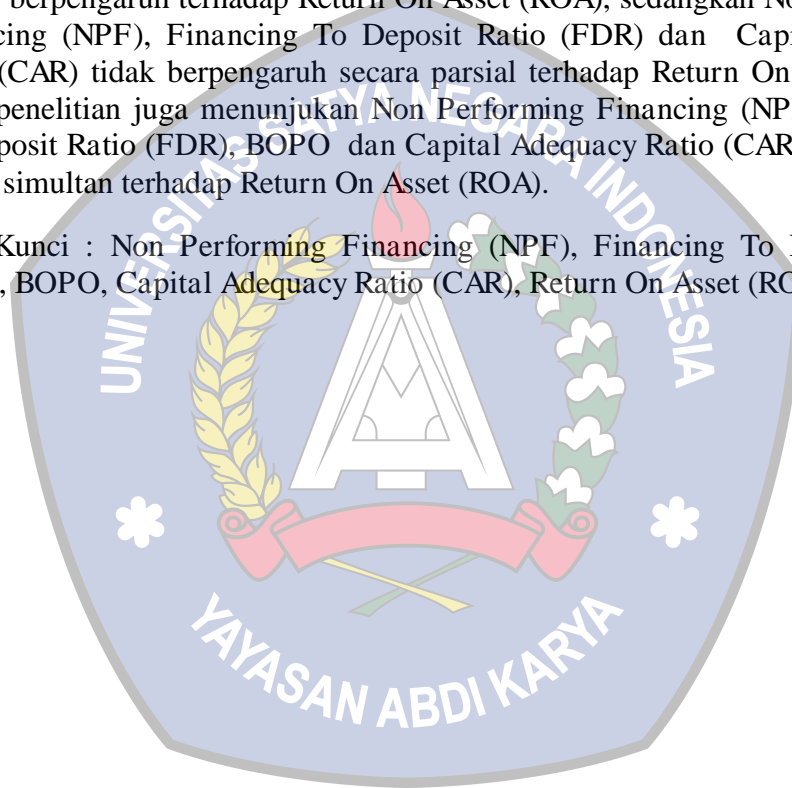 berpengaruh terhadap Return On Asset (ROA), sedangkan No
cing (NPF), Financing To Deposit Ratio (FDR) dan Capi
(CAR) tidak berpengaruh secara parsial terhadap Return On
penelitian juga menunjukan Non Performing Financing (NP
posit Ratio (FDR), BOPO dan Capital Adequacy Ratio (CAR
simultan terhadap Return On Asset (ROA).
Kunci : Non Performing Financing (NPF), Financing To
, BOPO, Capital Adequacy Ratio (CAR), Return On Asset (RO
UNIVERSITAS SATYA NEGARA INDONESIA
YAYASAN ABDI KARYA